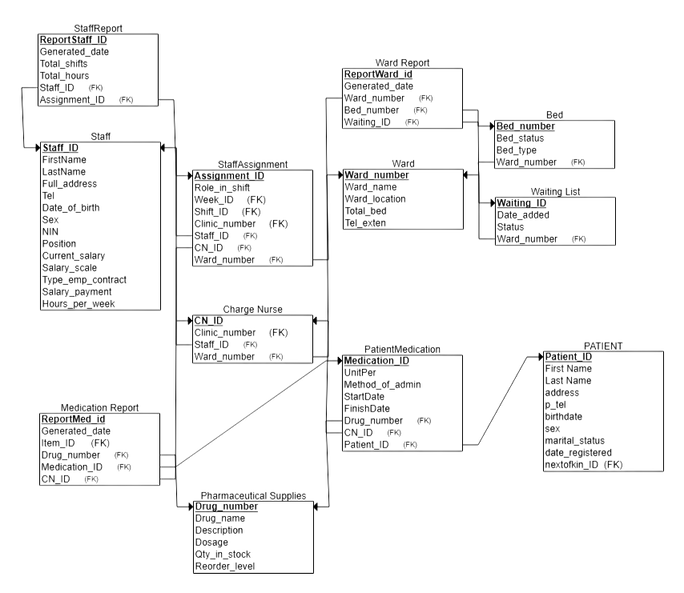 StaffReport
ReportStaff_ID
Generated_date
Total_shifts
Total_hours
Staff_ID (FK)
Assignment_ID (FK)
Staff
Staff_ID
FirstName
LastName
Full_address
Tel
Date_of_birth
Sex
NIN
Position
Current_salary
Salary_scale
Type_emp_contract
Salary_payment
Hours_per_week
Medication Report
ReportMed_id
Generated_date
Item_ID (FK)
Drug_number (FK)
Medication_ID (FK)
CN_ID (FK)
StaffAssignment
Assignment_ID
Role_in_shift
Week_ID (FK)
Shift_ID (FK)
Clinic_number (FK)
Staff_ID (FK)
CN_ID (FK)
Ward_number (FK)
Charge Nurse
CN_ID
Clinic_number (FK)
Staff_ID (FK)
Ward_number (FK)
Pharmaceutical Supplies
Drug_number
Drug_name
Description
Dosage
Qty_in_stock
Reorder_level
Ward Report
ReportWard_id
Generated_date
Ward_number (FK)
Bed_number (FK)
Waiting_ID (FK)
Ward
Ward_number
Ward_name
Ward_location
Total_bed
Tel_exten
PatientMedication
Medication_ID
UnitPer
Method_of_admin
StartDate
FinishDate
Drug_number (FK)
CN_ID (FK)
Patient_ID (FK)
Bed
Bed_number
Bed_status
Bed_type
Ward_number (FK)
Waiting List
Waiting_ID
Date_added
Status
Ward_number (FK)
PATIENT
Patient_ID
First Name
Last Name
address
p_tel
birthdate
sex
marital_status
date_registered
nextofkin_ID (FK)